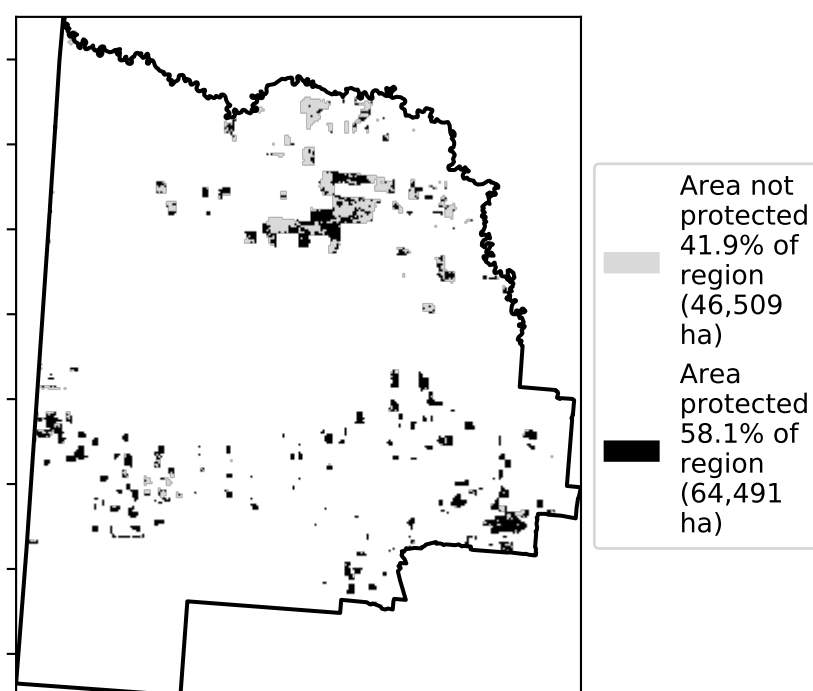 Area not
protected
41.9% of
region
(46,509
ha)
Area
protected
58.1% of
region
(64,491
ha)